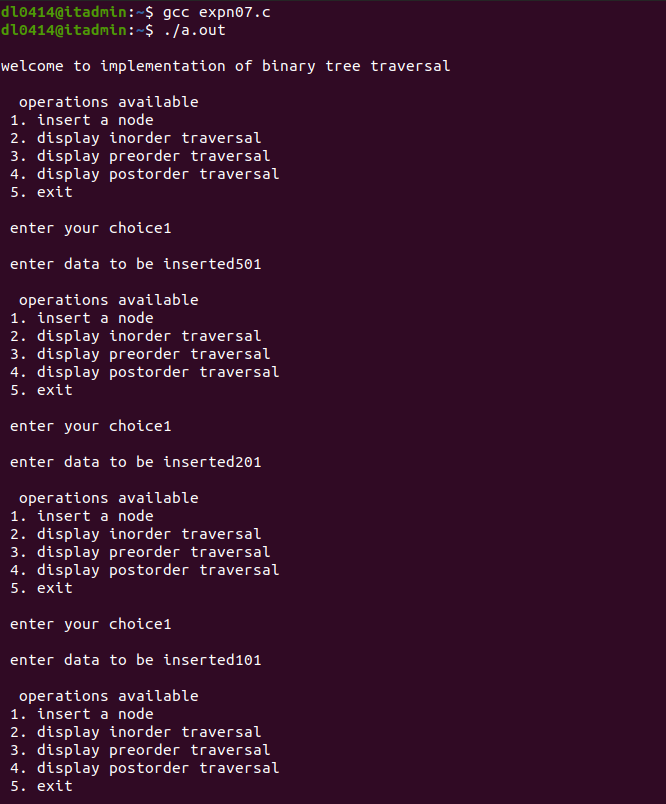 dl0414@itadmin:~$ gcc expn07.c
dl0414@itadmin:~$ ./a.out
welcome to implementation of binary tree traversal
operations available
1. insert a node
2. display inorder traversal
3. display preorder traversal
4. display postorder traversal
5. exit
enter your choice1
enter data to be inserted501
operations available
1. insert a node
2. display inorder traversal
3. display preorder traversal
4. display postorder traversal
5. exit
enter your choice1
enter data to be inserted201
operations available
1. insert a node
2. display inorder traversal
3. display preorder traversal
4. display postorder traversal
5. exit
enter your choice1
enter data to be inserted101
operations available
1. insert a node
2. display inorder traversal
3. display preorder traversal
4. display postorder traversal
5. exit